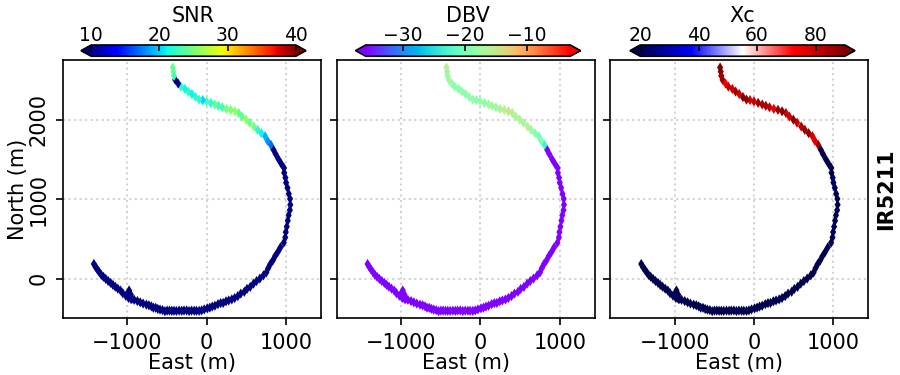 SNR DBV Xc
10 20 30 40 −30 −20 −10 20 40 60 80
2000
1000
0
North (m)
IR5211
−1000 0 1000 −1000 0 1000 −1000 0 1000
East (m) East (m) East (m)